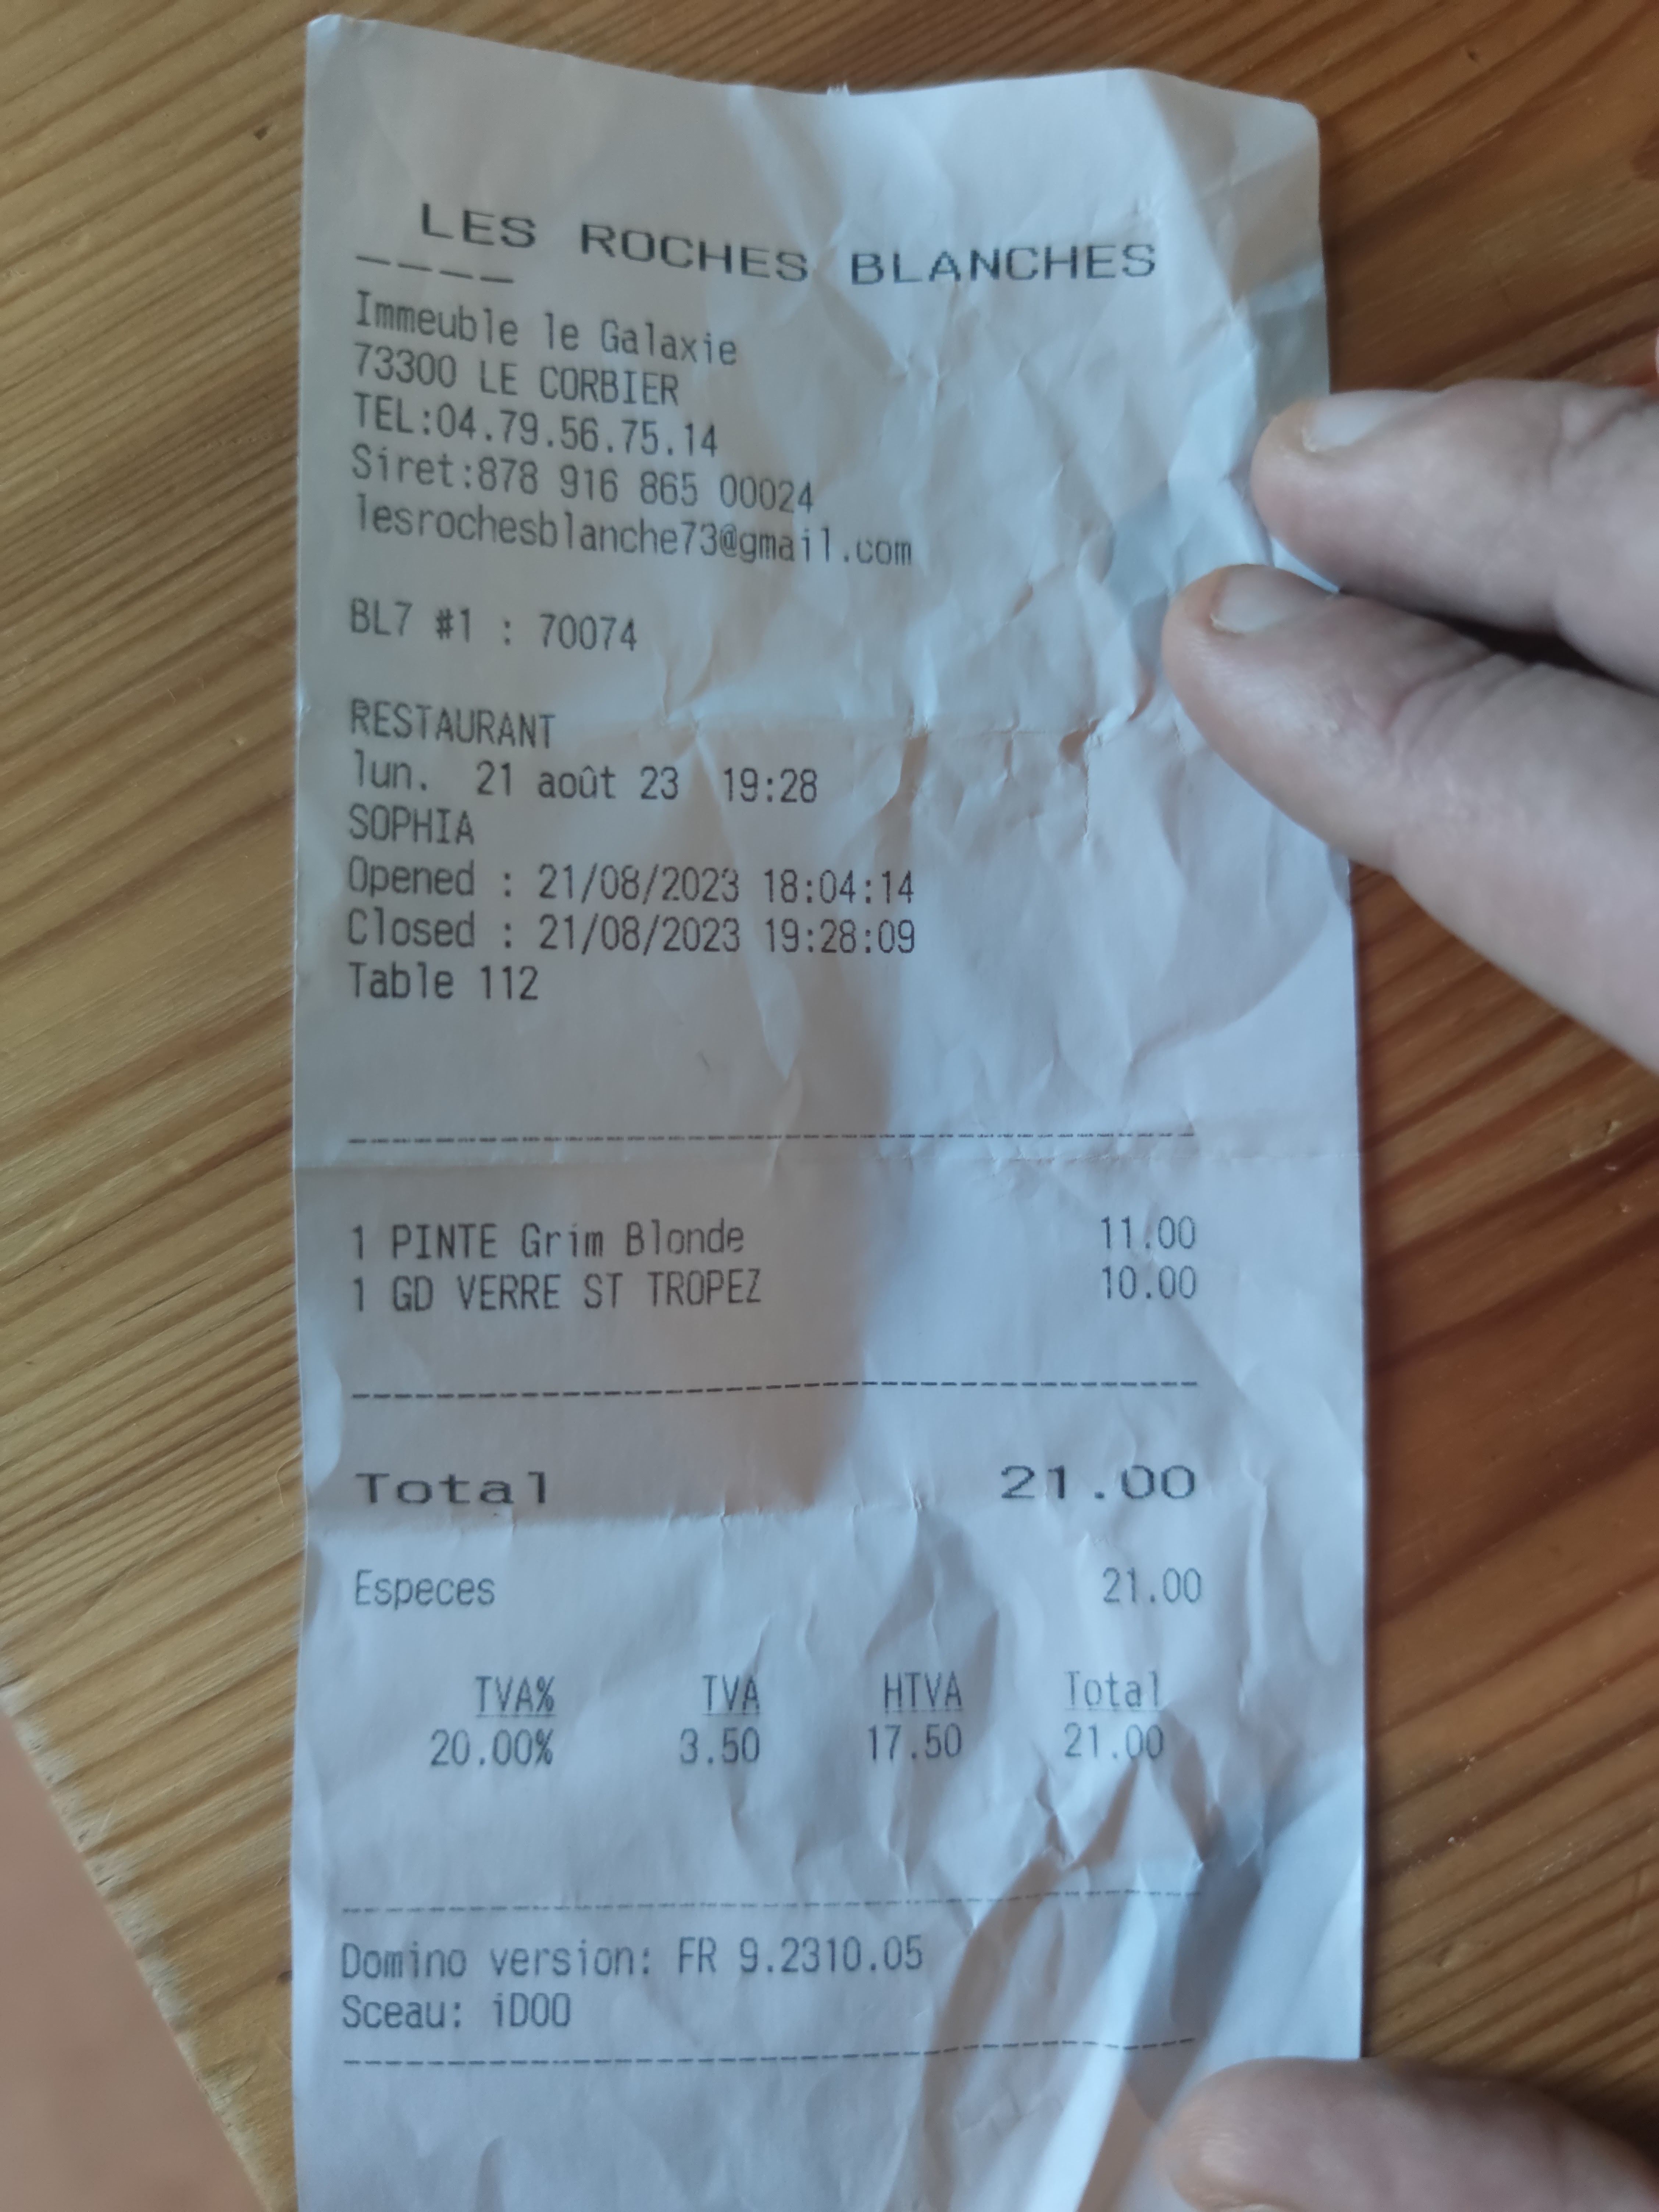 LES ROCHES BLANCHES
----
Immeuble le Galaxie
73300 LE CORBIER
TEL:04.79.56.75.14
Siret:878 916 865 00024
lesrochesblanche73@gmail.com
BL7 #1 : 70074
RESTAURANT
lun. 21 août 23 19:28
SOPHIA
Opened : 21/08/2023 18:04:14
Closed : 21/08/2023 19:28:09
Table 112
1 PINTE Grim Blonde 11.00
1 GD VERRE ST TROPEZ 10.00
Total 21.00
Especes 21.00
TVA% TVA HTVA Total
20.00% 3.50 17.50 21.00
Domino version: FR 9.2310.05
Sceau: iDOO